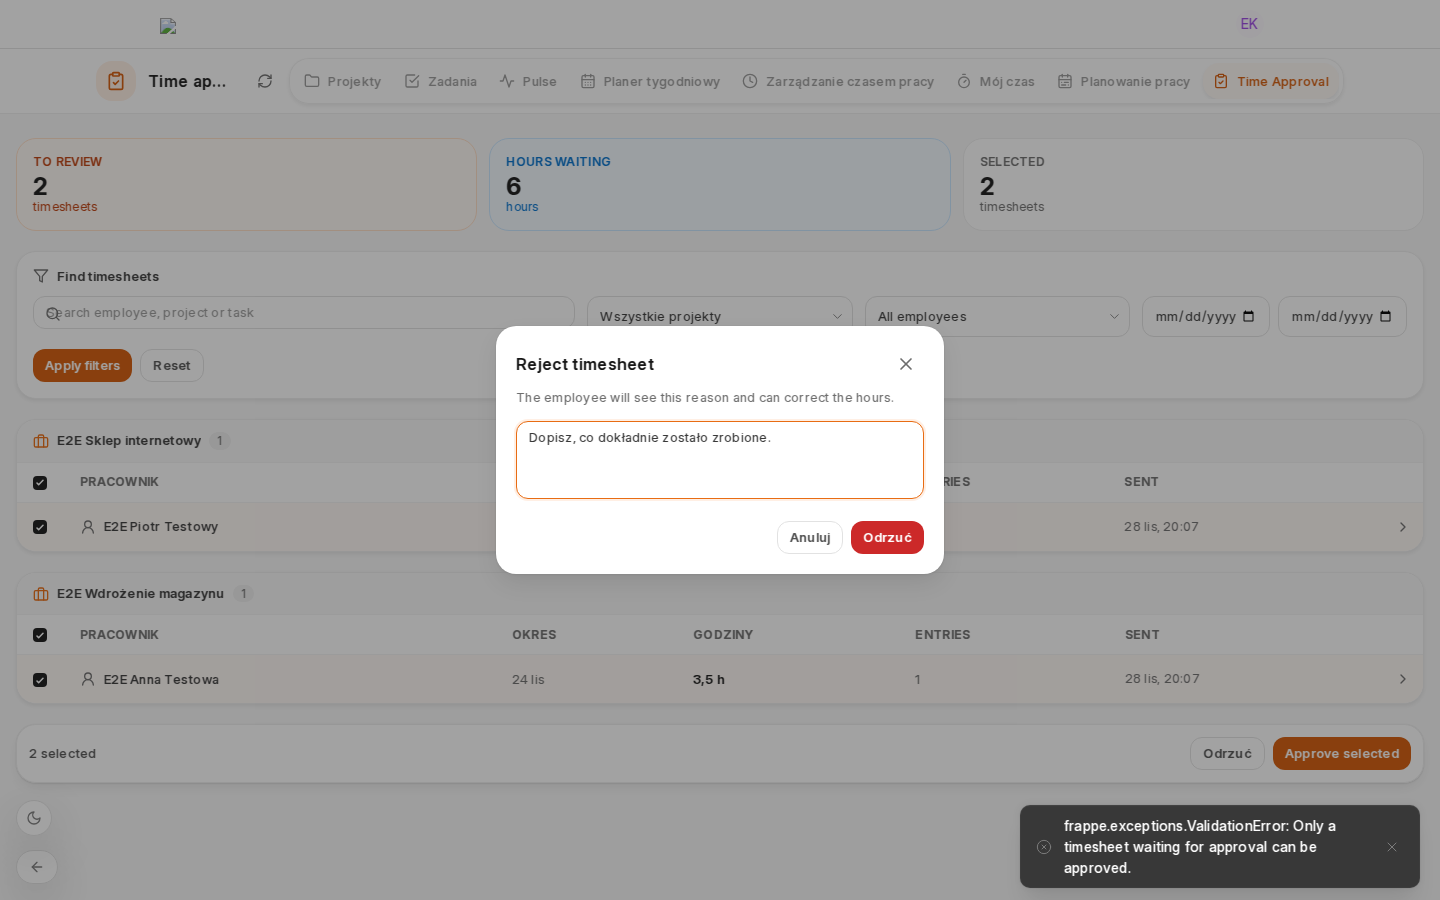 EK
Time ap...
Projekty
Zadania
Pulse
Planer tygodniowy
Zarządzanie czasem pracy
Mój czas
Planowanie pracy
Time Approval
TO REVIEW
2
timesheets
HOURS WAITING
6
hours
SELECTED
2
timesheets
Find timesheets
Search employee, project or task
Wszystkie projekty
All employees
mm/dd/yyyy
mm/dd/yyyy
Apply filters
Reset
Reject timesheet
The employee will see this reason and can correct the hours.
Dopisz, co dokładnie zostało zrobione.
Anuluj
Odrzuć
E2E Sklep internetowy 1
PRACOWNIK
RIES
SENT
E2E Piotr Testowy
28 lis, 20:07
E2E Wdrożenie magazynu 1
PRACOWNIK
OKRES
GODZINY
ENTRIES
SENT
E2E Anna Testowa
24 lis
3,5 h
1
28 lis, 20:07
2 selected
Odrzuć
Approve selected
frappe.exceptions.ValidationError: Only a
timesheet waiting for approval can be
approved.